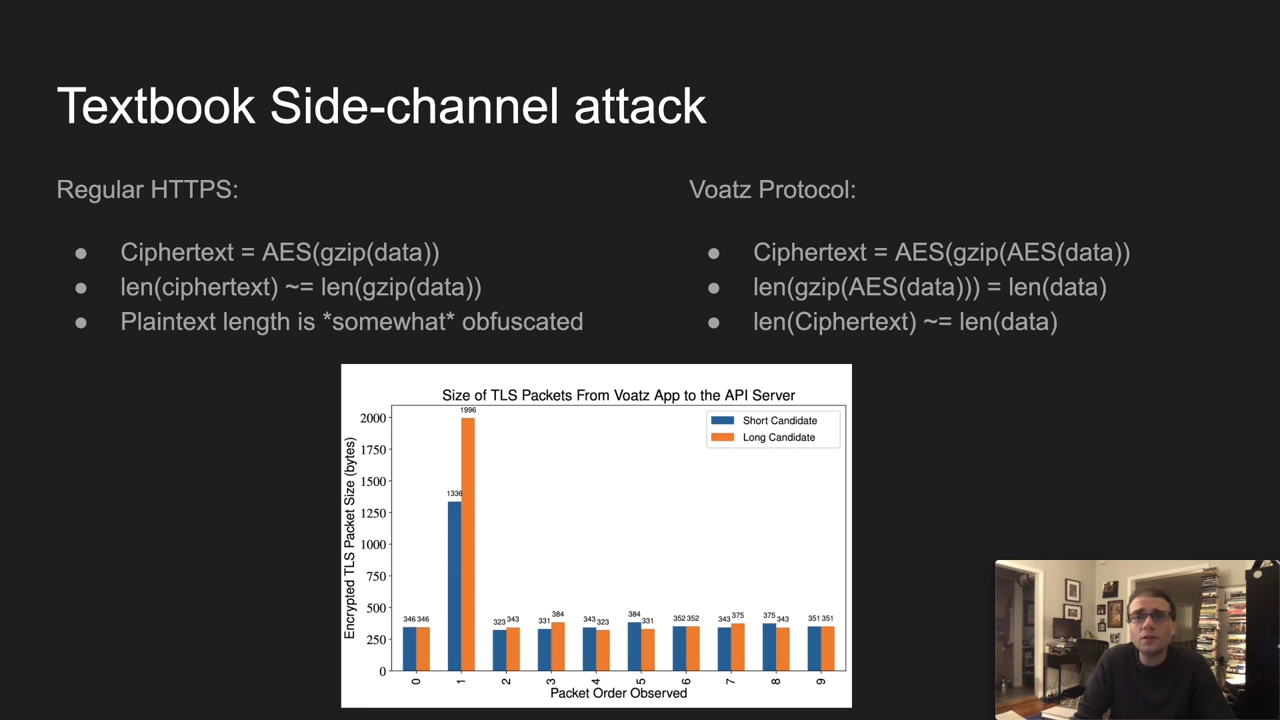 Textbook Side-channel attack
Regular HTTPS:
● Ciphertext = AES(gzip(data))
● len(ciphertext) ~= len(gzip(data))
● Plaintext length is *somewhat* obfuscated
Voatz Protocol:
● Ciphertext = AES(gzip(AES(data))
● len(gzip(AES(data))) = len(data)
● len(Ciphertext) ~= len(data)
Size of TLS Packets From Voatz App to the API Server
Short Candidate
Long Candidate
Encrypted TLS Packet Size (bytes)
2000
1750
1500
1250
1000
750
500
250
0
346 346
1336 1996
323 343
331 384
343 323
384 331
352 352
343 375
375 343
351 351
0 1 2 3 4 5 6 7 8 9
Packet Order Observed